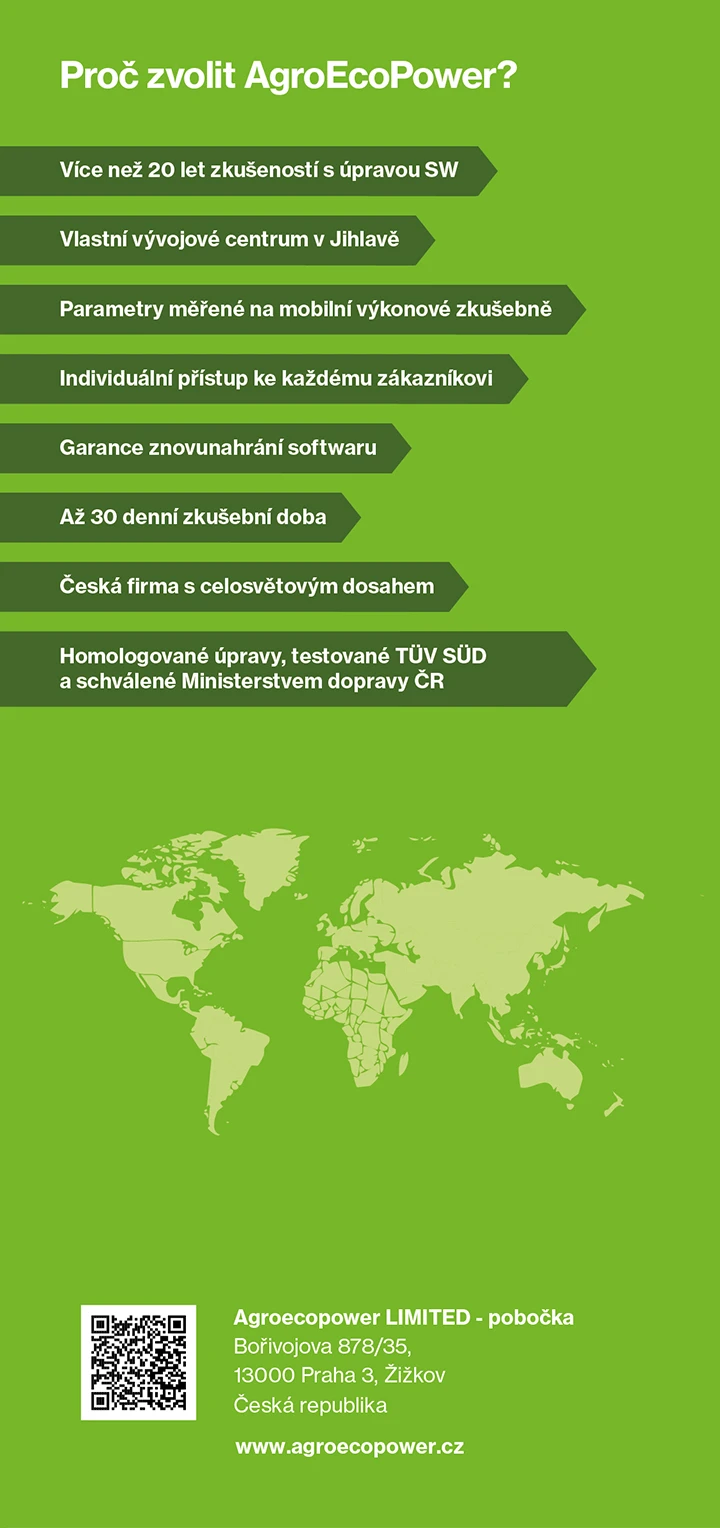 Proč zvolit AgroEcoPower?
Více než 20 let zkušeností s úpravou SW
Vlastní vývojové centrum v Jihlavě
Parametry měřené na mobilní výkonové zkušebně
Individuální přístup ke každému zákazníkovi
Garance znovunahrání softwaru
Až 30 denní zkušební doba
Česká firma s celosvětovým dosahem
Homologované úpravy, testované TÜV SÜD
a schválené Ministerstvem dopravy ČR
Agroecopower LIMITED - pobočka
Bořivojova 878/35,
13000 Praha 3, Žižkov
Česká republika
www.agroecopower.cz